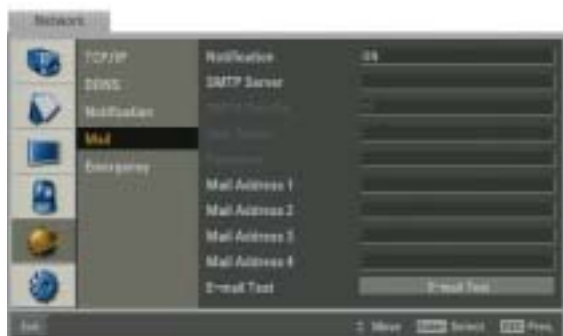 Network
TCP/IP
DDNS
Notification
Mail
Emergency
Notification ON
SMTP Server
Mail Address 1
Mail Address 2
Mail Address 3
Mail Address 4
E-mail Test E-mail Test
Exit
Move Select Prev.